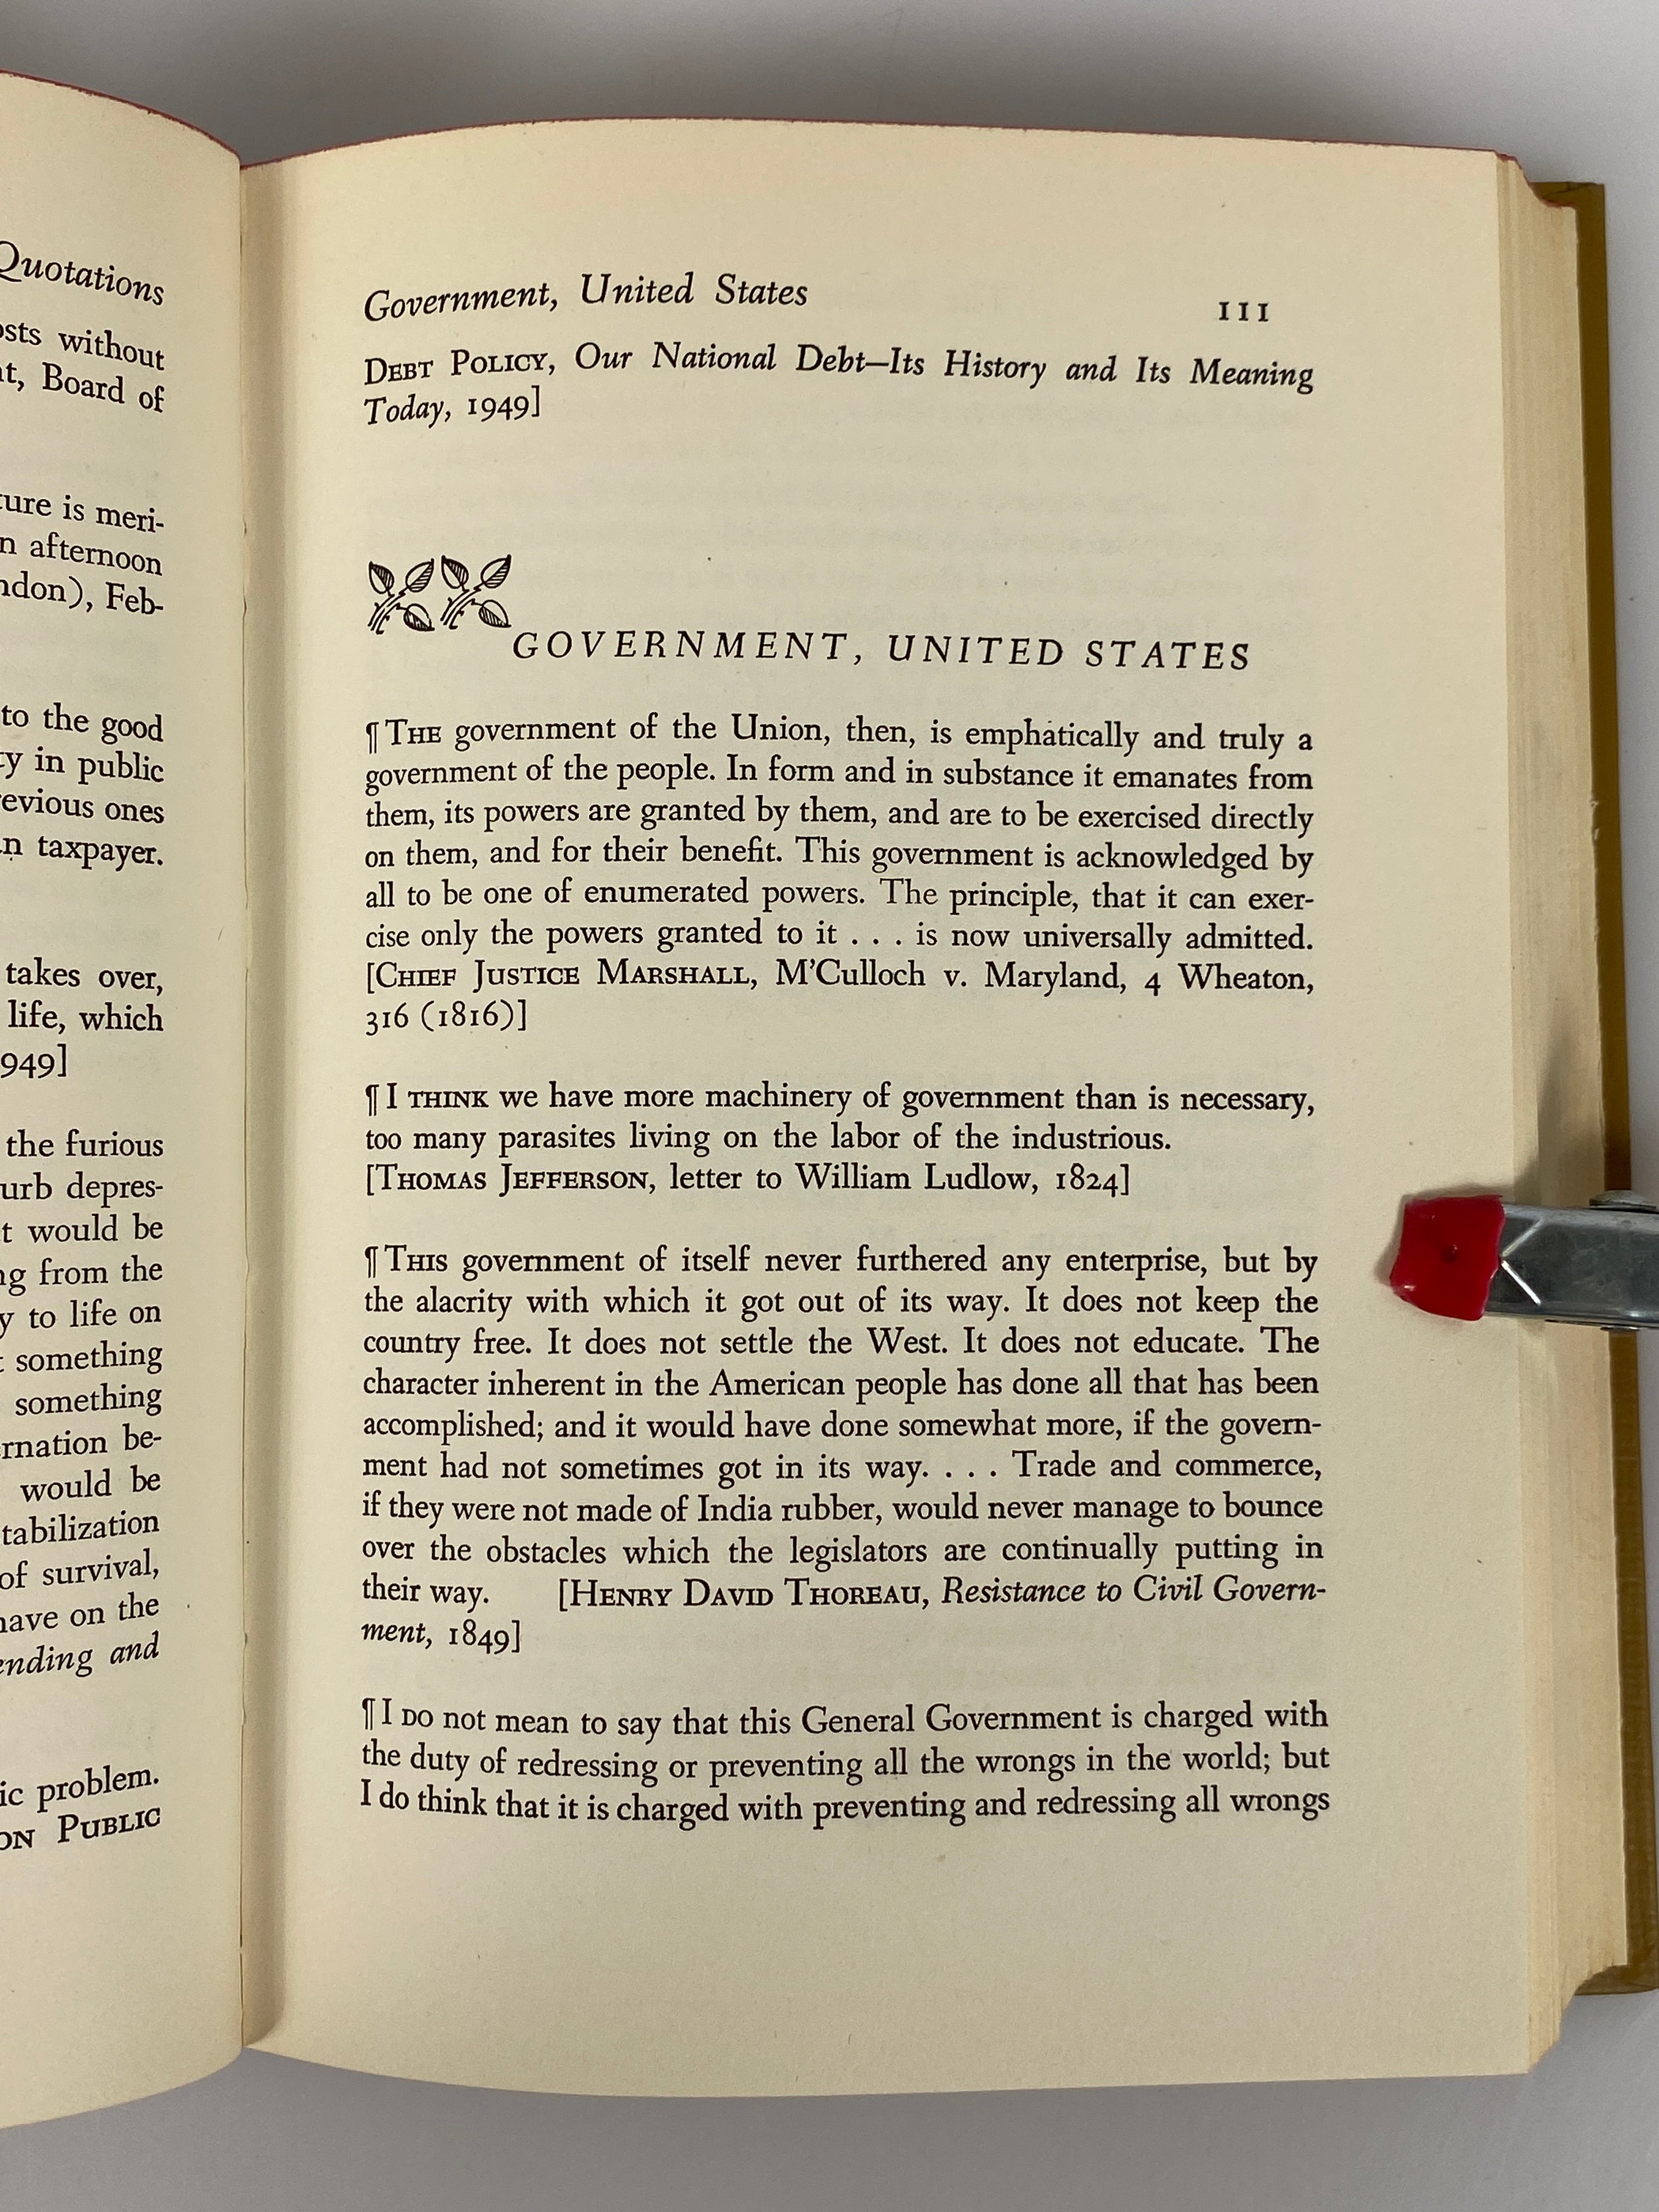 Quotations
osts without
Board of
ture is meri-
afternoon
Feb-
to the good
in public
revious ones
taxpayer.
takes over,
life, which
949]
the furious
depres-
would be
from the
to life on
something
something
be-
would be
of survival,
have on the
and
problem.
PUBLIC
Government, United States
III
DEBT POLICY, Our National Debt—Its History and Its Meaning
Today, 1949]
GOVERNMENT, UNITED STATES
¶ THE government of the Union, then, is emphatically and truly a
government of the people. In form and in substance it emanates from
them, its powers are granted by them, and are to be exercised directly
on them, and for their benefit. This government is acknowledged by
all to be one of enumerated powers. The principle, that it can exer-
cise only the powers granted to it . . . is now universally admitted.
[CHIEF JUSTICE MARSHALL, M'Culloch v. Maryland, 4 Wheaton,
316 (1816)]
¶ I THINK we have more machinery of government than is necessary,
too many parasites living on the labor of the industrious.
[THOMAS JEFFERSON, letter to William Ludlow, 1824]
¶ THIS government of itself never furthered any enterprise, but by
the alacrity with which it got out of its way. It does not keep the
country free. It does not settle the West. It does not educate. The
character inherent in the American people has done all that has been
accomplished; and it would have done somewhat more, if the govern-
ment had not sometimes got in its way. . . . Trade and commerce,
if they were not made of India rubber, would never manage to bounce
over the obstacles which the legislators are continually putting in
their way. [HENRY DAVID THOREAU, Resistance to Civil Govern-
ment, 1849]
¶ I DO not mean to say that this General Government is charged with
the duty of redressing or preventing all the wrongs in the world; but
I do think that it is charged with preventing and redressing all wrongs